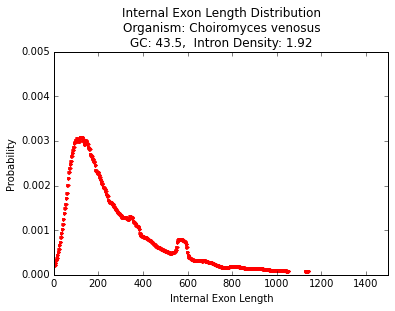 Internal Exon Length Distribution
Organism: Choiromyces venosus
GC: 43.5,  Intron Density: 1.92
0.005
0.004
0.003
0.002
0.001
0.000
Probability
0 200 400 600 800 1000 1200 1400
Internal Exon Length